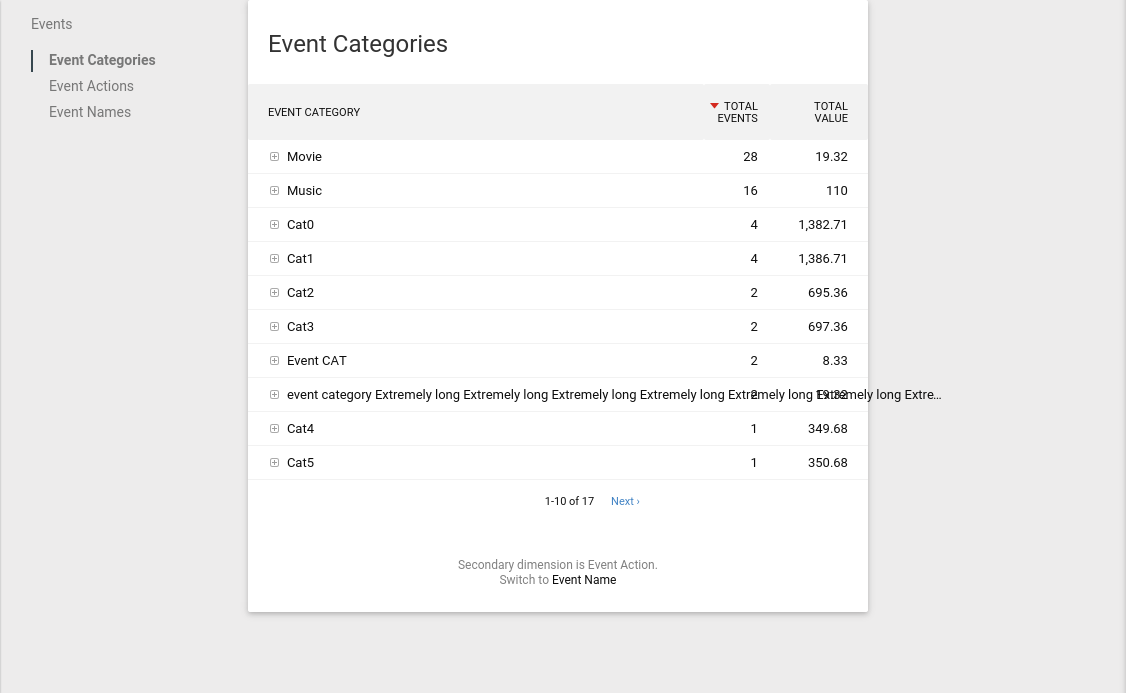 Events
Event Categories
Event Actions
Event Names
Event Categories
EVENT CATEGORY TOTAL EVENTS TOTAL VALUE
Movie 28 19.32
Music 16 110
Cat0 4 1,382.71
Cat1 4 1,386.71
Cat2 2 695.36
Cat3 2 697.36
Event CAT 2 8.33
event category Extremely long Extremely long Extremely long Extremely long Extremely long Extremely long Extre… 2
Cat4 1 349.68
Cat5 1 350.68
1-10 of 17 Next ›
Secondary dimension is Event Action.
Switch to Event Name